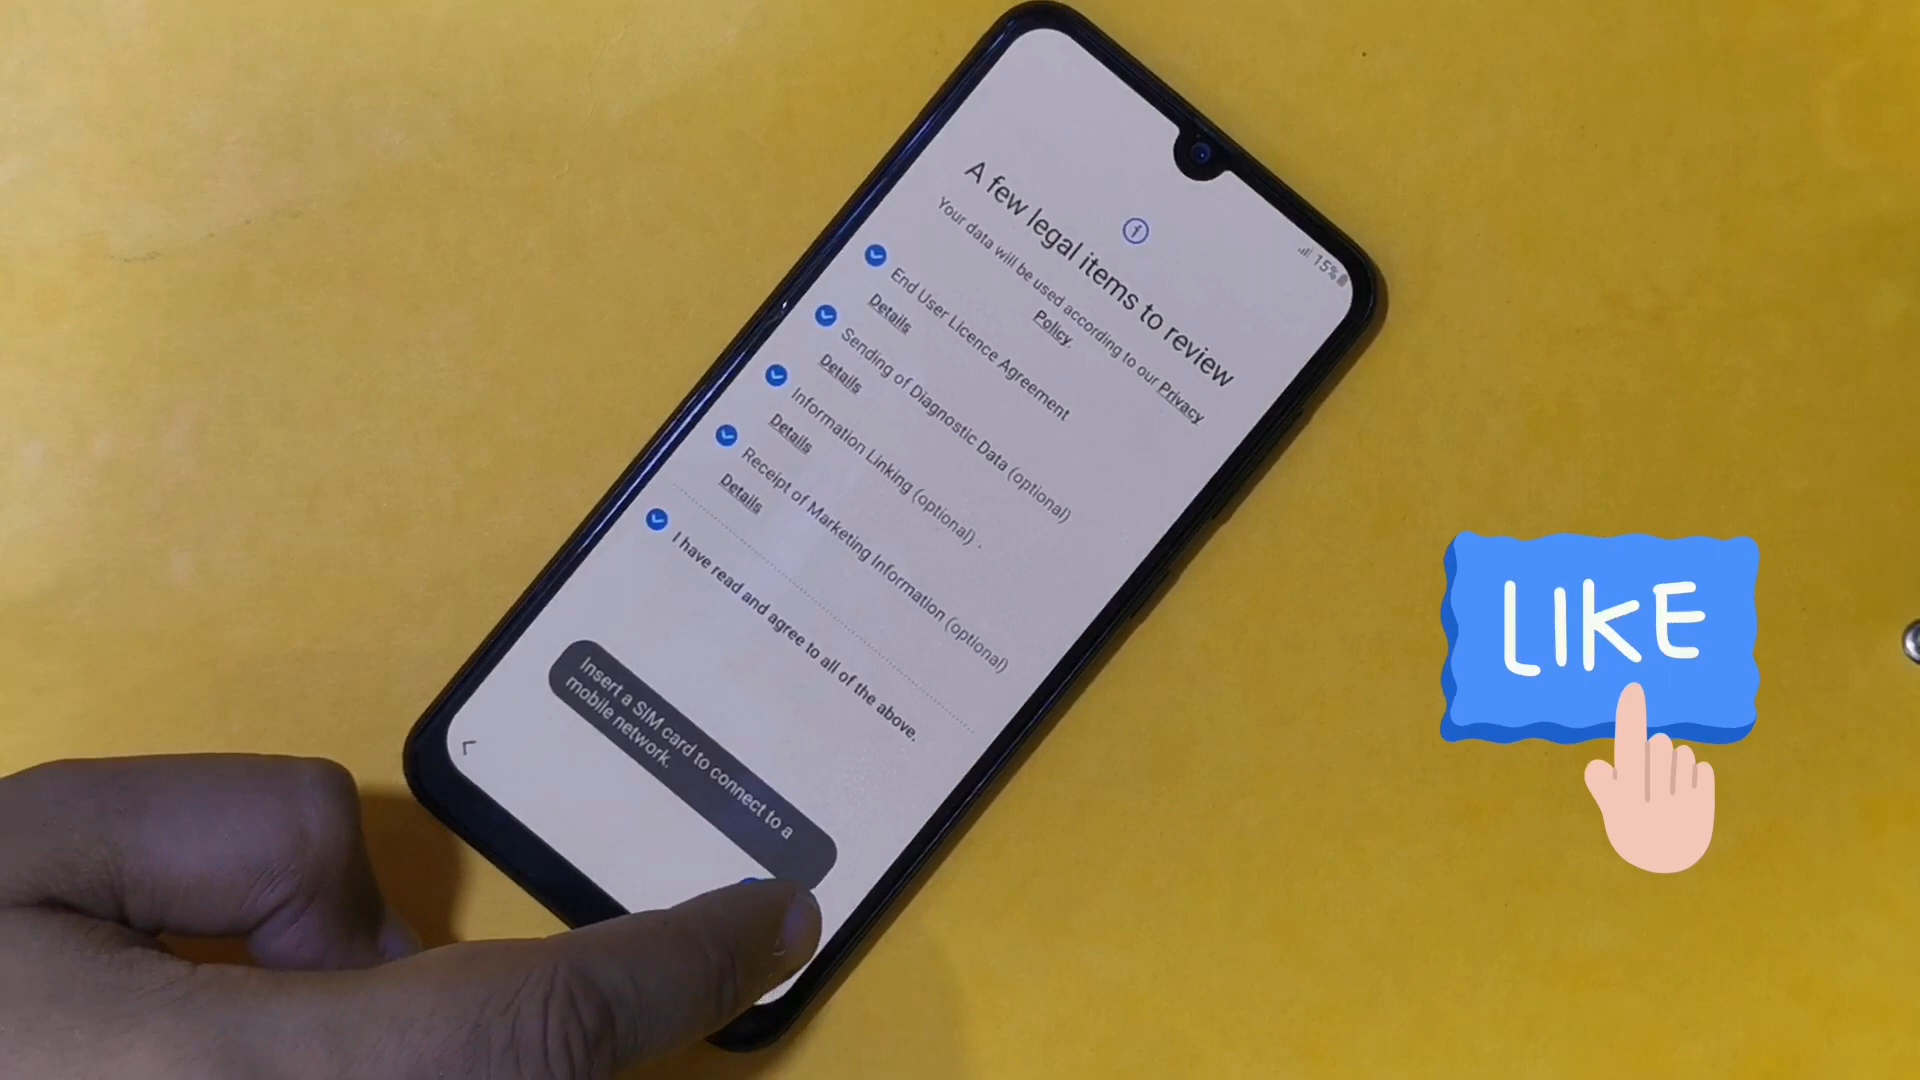 15%
A few legal items to review
Your data will be used according to our Privacy
Policy.
End User Licence Agreement
Details
Sending of Diagnostic Data (optional)
Details
Information Linking (optional)
Details
Receipt of Marketing Information (optional)
Details
I have read and agree to all of the above.
Insert a SIM card to connect to a
mobile network.
LIKE